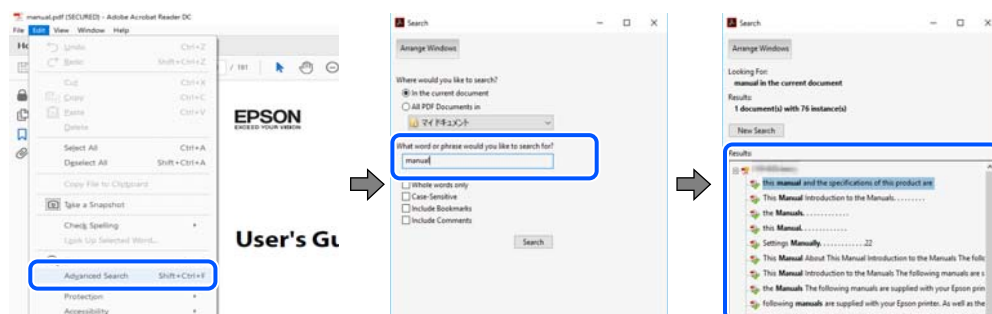 manual.pdf (SECURED) - Adobe Acrobat Reader DC
File Edit View Window Help
Undo Ctrl+Z
Redo Shift+Ctrl+Z
Cut Ctrl+X
Copy Ctrl+C
Paste Ctrl+V
Delete
Select All Ctrl+A
Deselect All Shift+Ctrl+A
Copy File to Clipboard
Take a Snapshot
Check Spelling
Look Up Selected Word...
Advanced Search Shift+Ctrl+F
Protection
Accessibility
/ 181
EPSON
EXCEED YOUR VISION
User's Gu
Search
Arrange Windows
Where would you like to search?
In the current document
All PDF Documents in
マイ ドキュメント
What word or phrase would you like to search for?
manual
Whole words only
Case-Sensitive
Include Bookmarks
Include Comments
Search
Search
Arrange Windows
Looking For:
manual in the current document
Results:
1 document(s) with 76 instance(s)
New Search
Results:
this manual and the specifications of this product are
This Manual Introduction to the Manuals. . . . . . . . .
the Manuals. . . . . . . . . . . .
this Manual. . . . . . . . . . . .
Settings Manually. . . . . . . . . . . .22
This Manual About This Manual Introduction to the Manuals The follo
This Manual Introduction to the Manuals The following manuals are s
the Manuals The following manuals are supplied with your Epson prin
following manuals are supplied with your Epson printer. As well as the